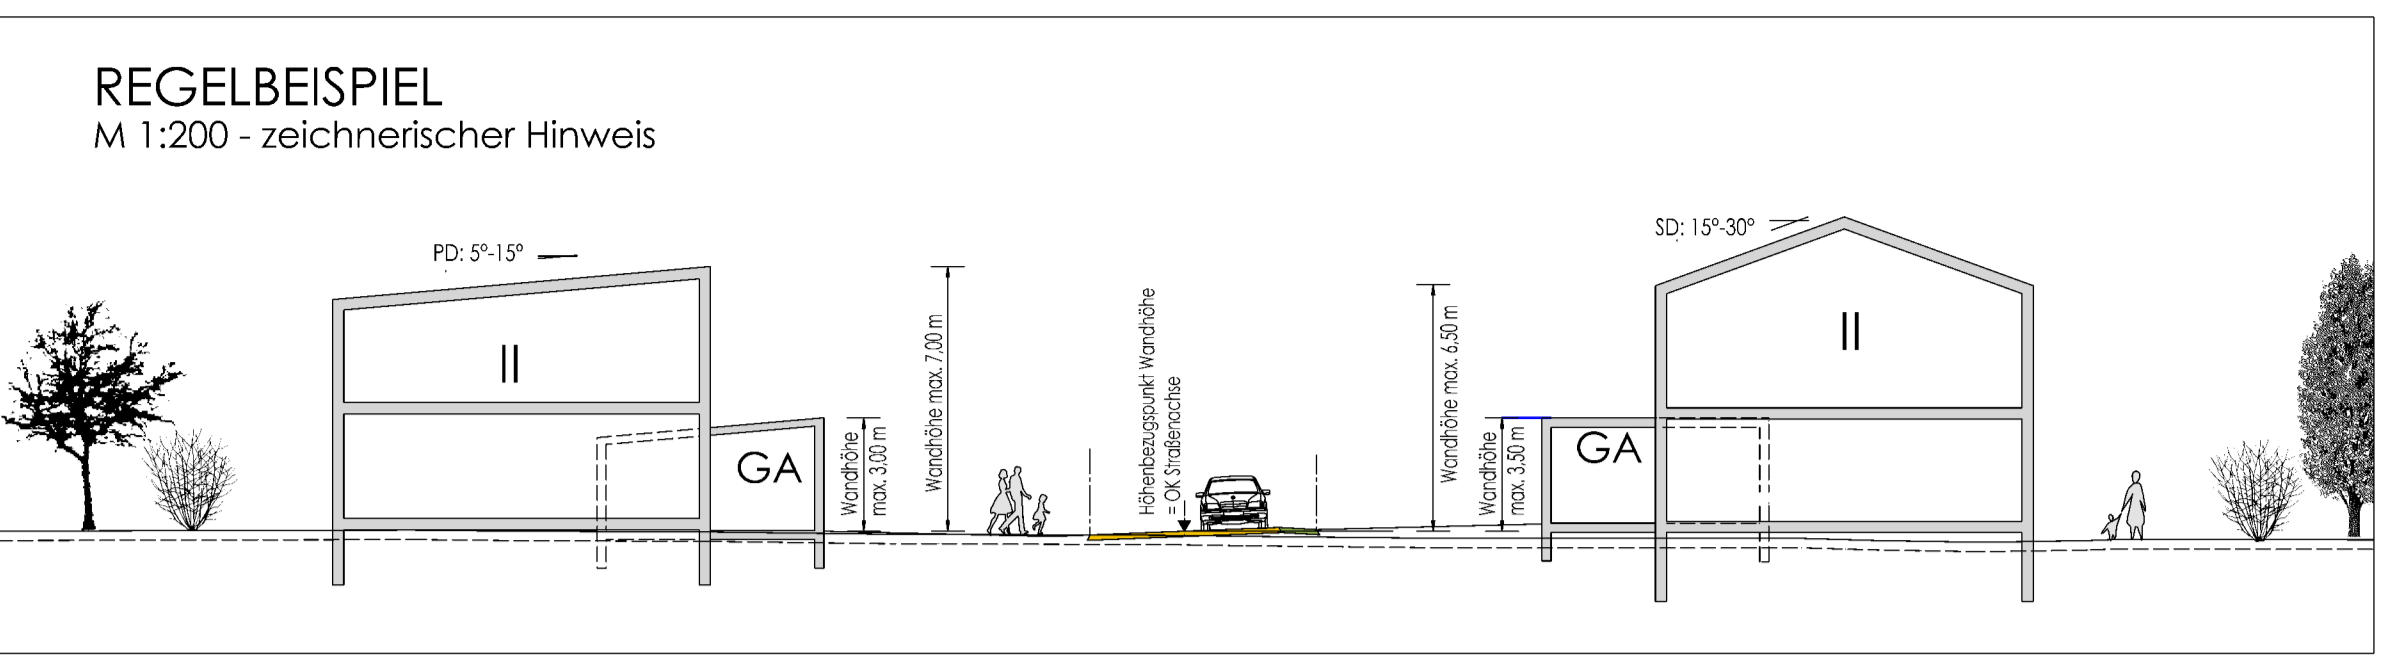 REGELBEISPIEL
M 1:200 - zeichnerischer Hinweis
PD: 5°-15°
II
GA
Wandhöhe
max. 3,00 m
Wandhöhe max. 7,00 m
Höhenbezugspunkt Wandhöhe
= OK Straßenachse
Wandhöhe max. 6,50 m
Wandhöhe
max. 3,50 m
SD: 15°-30°
II
GA